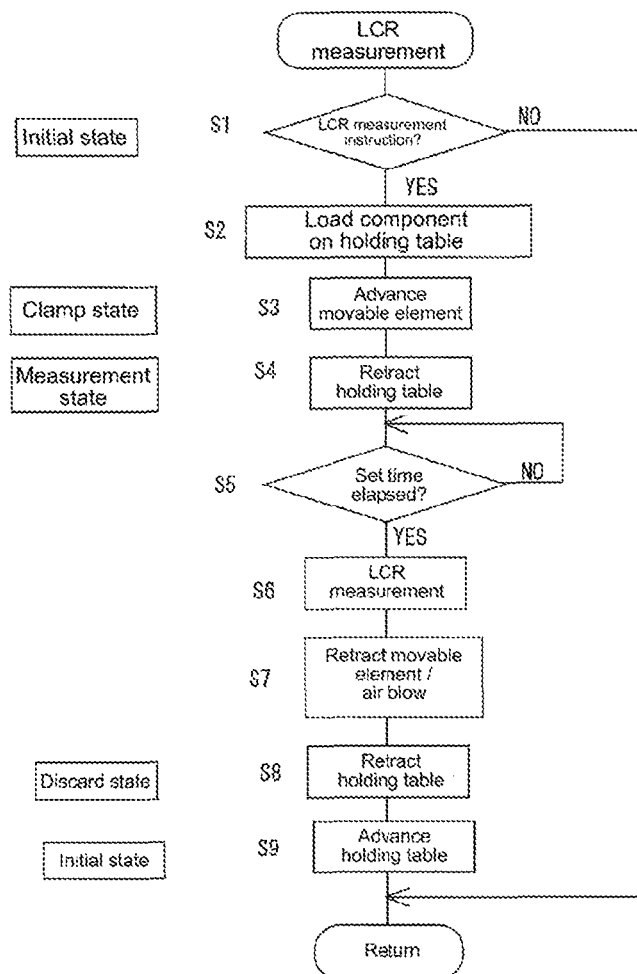 LCR
measurement
Initial state
S1
LCR measurement
instruction?
NO
YES
S2
Load component
on holding table
Clamp state
S3
Advance
movable element
Measurement
state
S4
Retract
holding table
S5
Set time
elapsed?
NO
YES
S6
LCR
measurement
S7
Retract movable
element /
air blow
Discard state
S8
Retract
holding table
Initial state
S9
Advance
holding table
Return